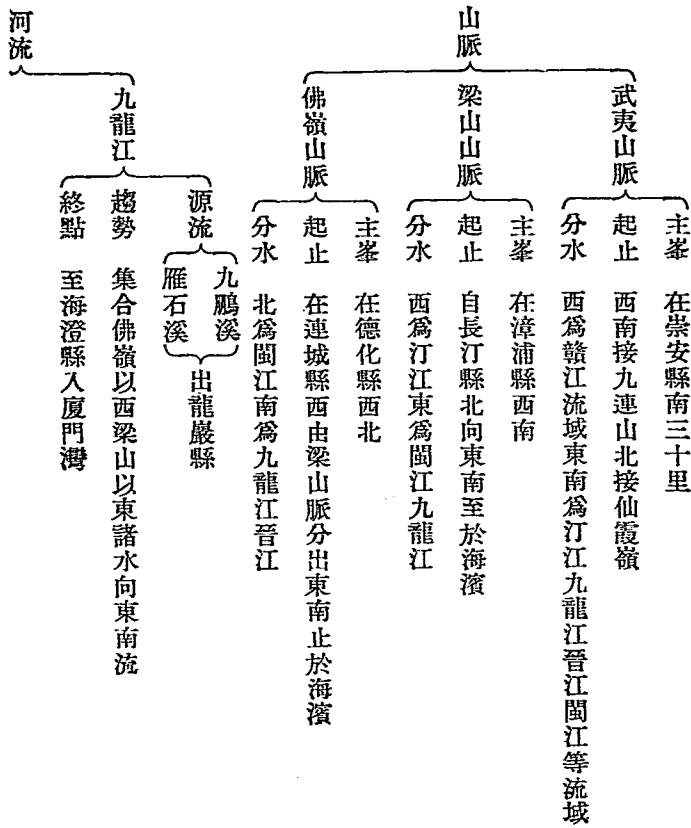 山脈
武夷山脈
主峯　在崇安縣南三十里
起止　西南接九連山北接仙霞嶺
分水　西爲贛江流域東南爲汀江九龍江晉江閩江等流域
梁山山脈
主峯　在漳浦縣西南
起止　自長汀縣北向東南至於海濱
分水　西爲汀江東爲閩江九龍江
佛嶺山脈
主峯　在德化縣西北
起止　在連城縣西由梁山脈分出東南止於海濱
分水　北爲閩江南爲九龍江晉江
河流
九龍江
源流
九鵬溪
雁石溪
出龍巖縣
趨勢　集合佛嶺以西梁山以東諸水向東南流
終點　至海澄縣入廈門灣